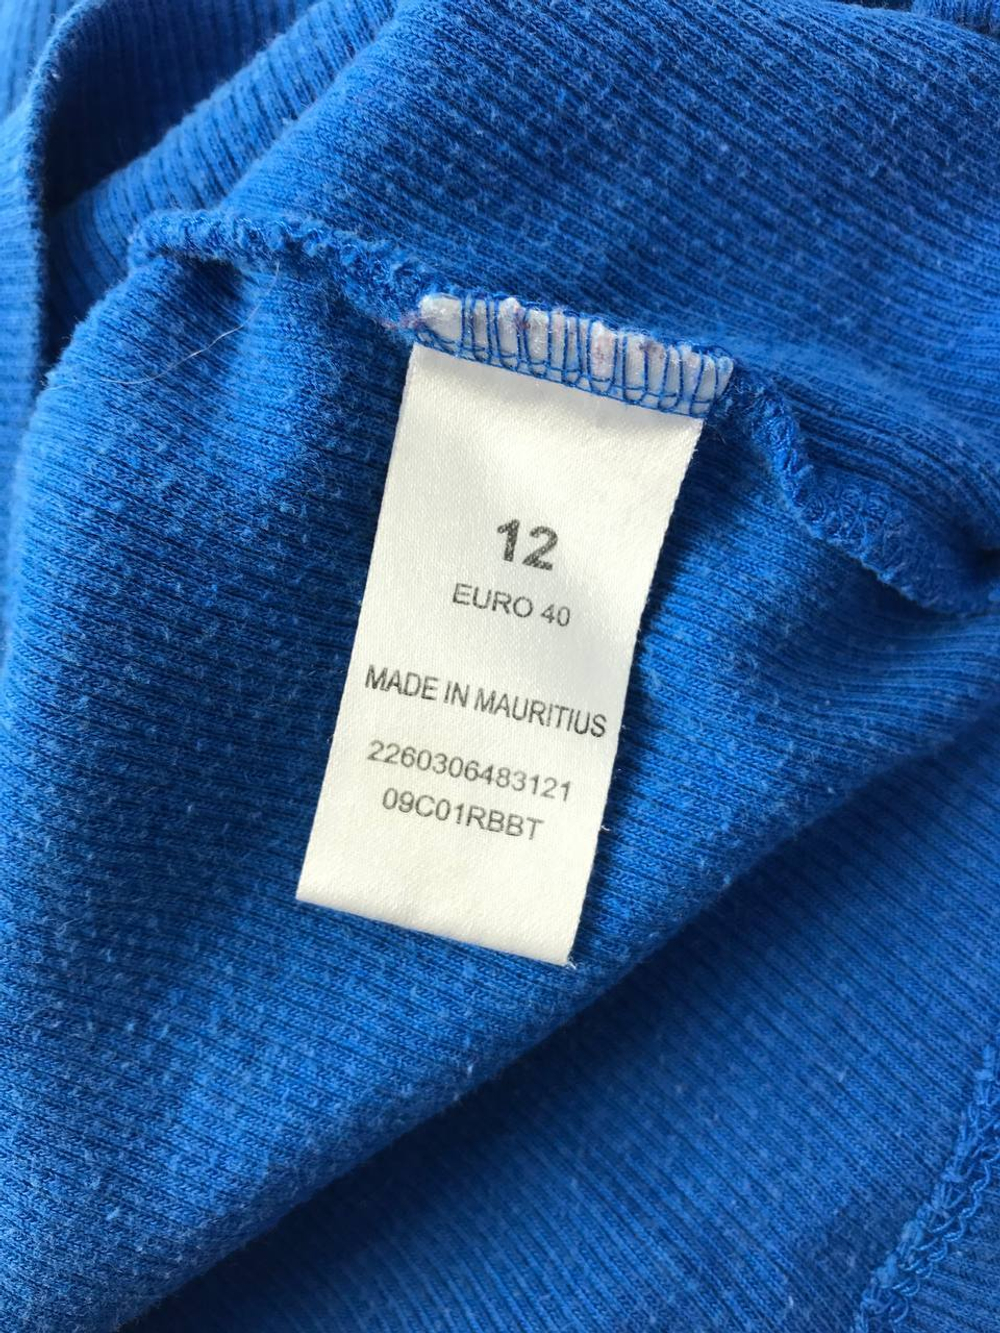 12
EURO 40
MADE IN MAURITIUS
2260306483121
09C01RBBT